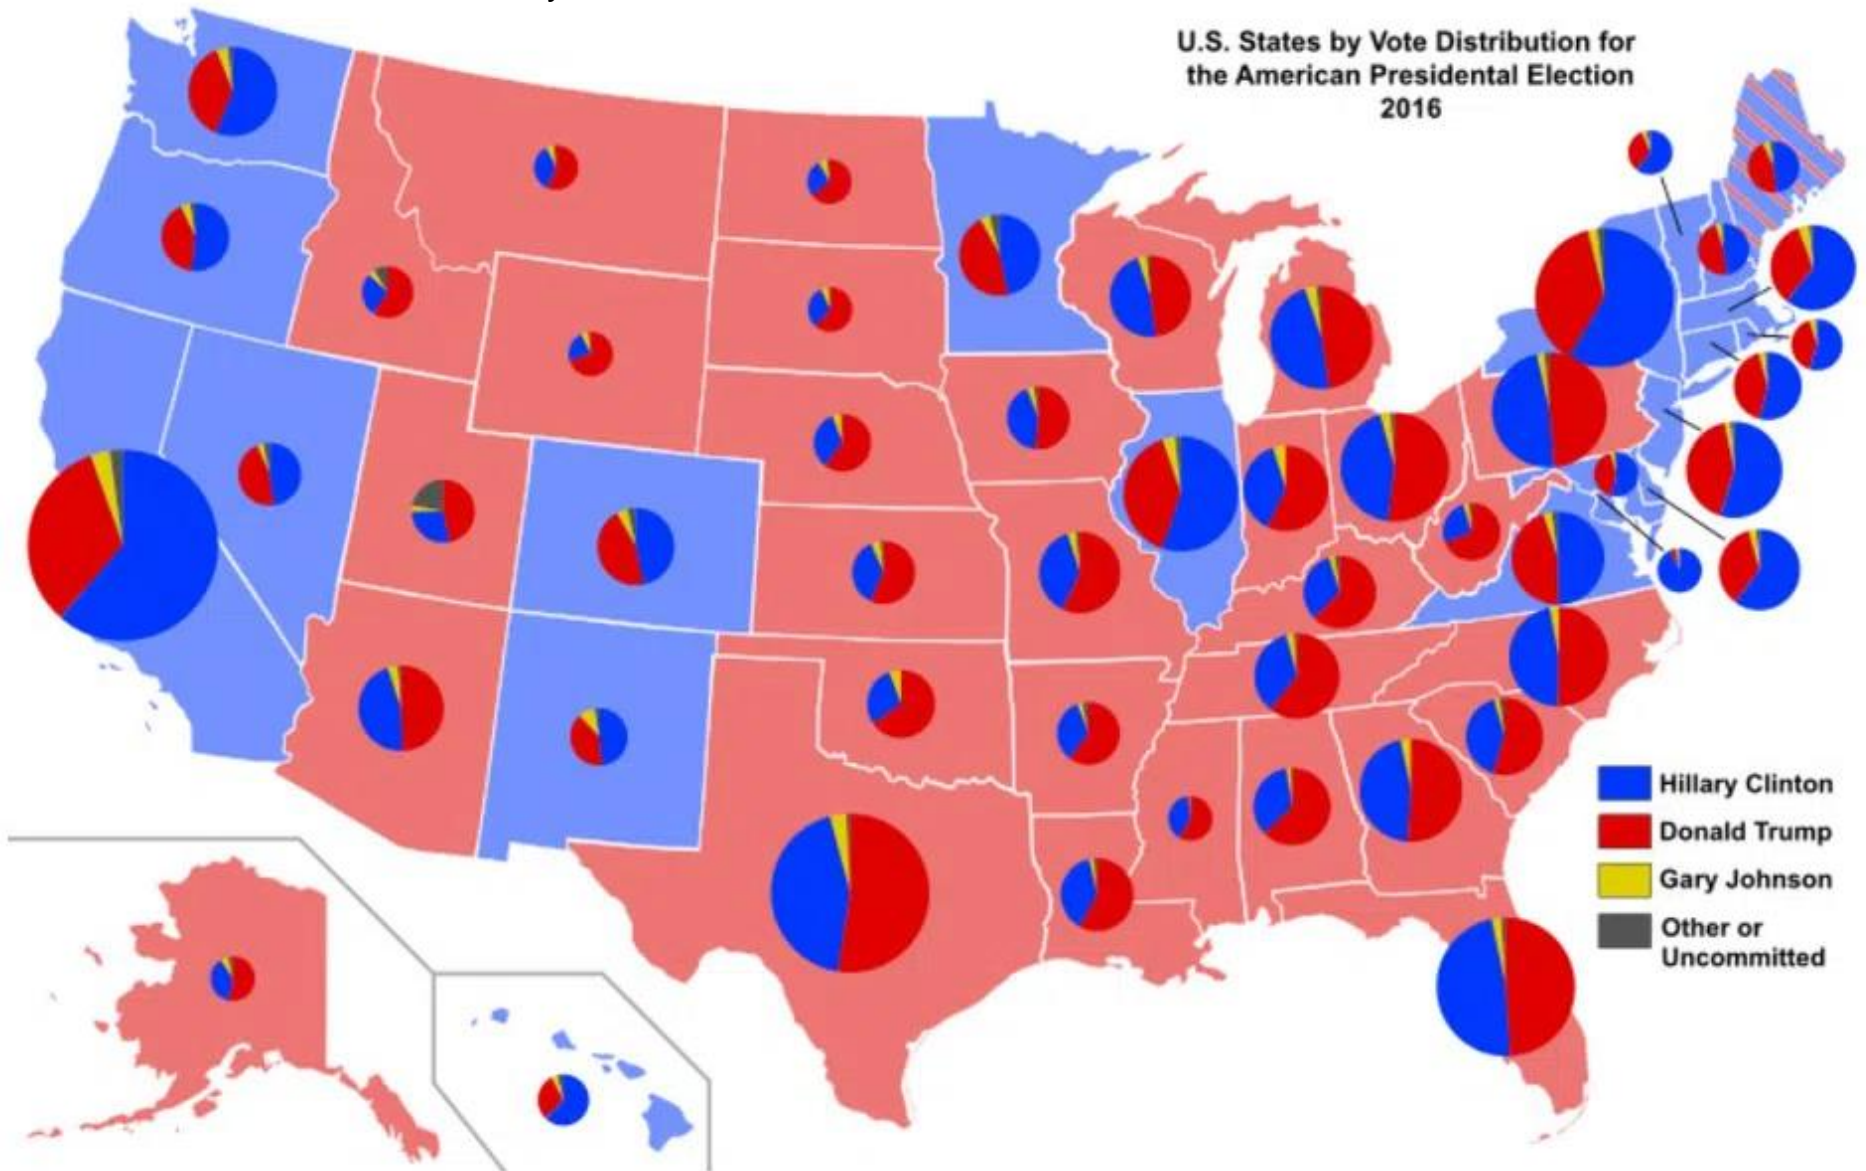 U.S. States by Vote Distribution for
the American Presidental Election
2016
Hillary Clinton
Donald Trump
Gary Johnson
Other or
Uncommitted